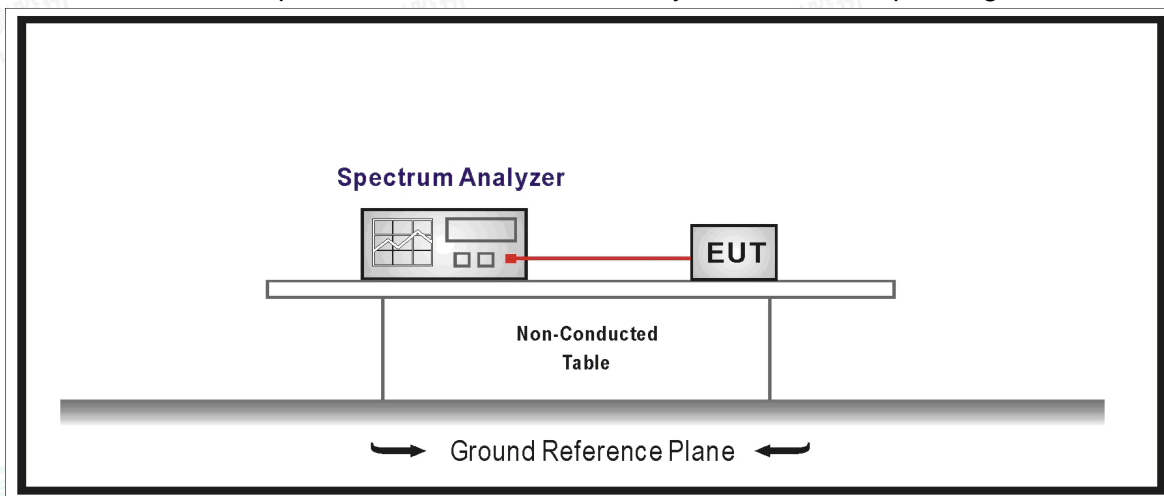 Spectrum Analyzer
EUT
Non-Conducted
Table
Ground Reference Plane